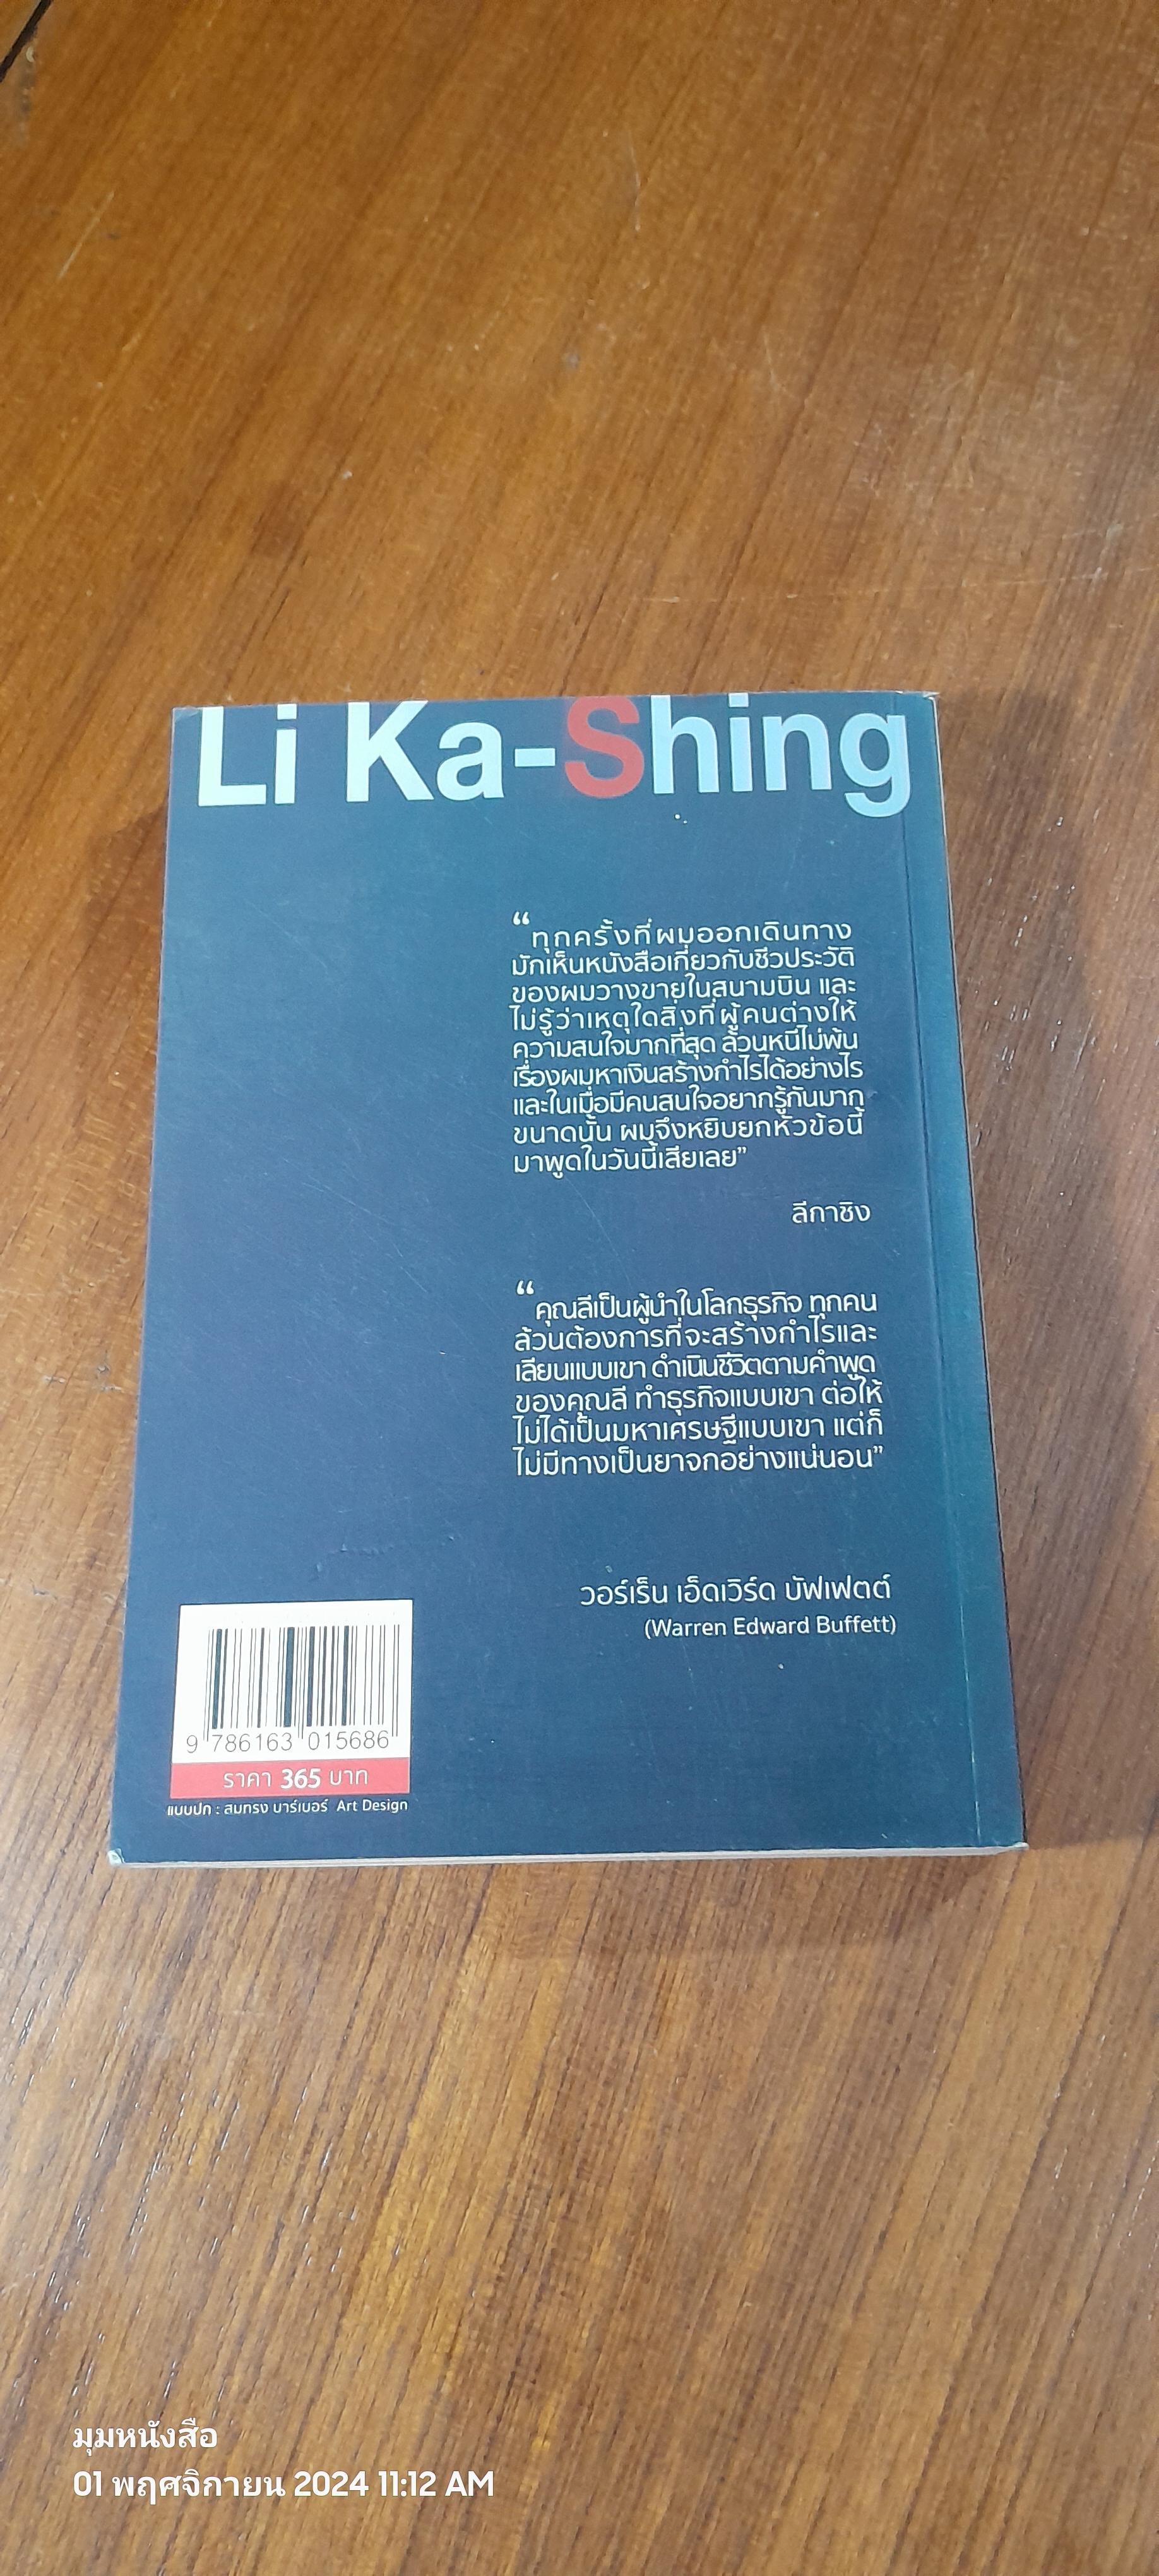 Li Ka-Shing
“ทุกครั้งที่ผมออกเดินทาง
มักเห็นหนังสือเกี่ยวกับชีวประวัติ
ของผมวางขายในสนามบิน และ
ไม่รู้ว่าเหตุใดสิ่งที่ผู้คนต่างให้
ความสนใจมากที่สุด ล้วนหนีไม่พ้น
เรื่องผมหาเงินสร้างกำไรได้อย่างไร
และในเมื่อมีคนสนใจอยากรู้กันมาก
ขนาดนั้น ผมจึงหยิบยกหัวข้อนี้
มาพูดในวันนี้เสียเลย”
ลีกาชิง
“คุณลีเป็นผู้นำในโลกธุรกิจ ทุกคน
ล้วนต้องการที่จะสร้างกำไรและ
เลียนแบบเขา ดำเนินชีวิตตามคำพูด
ของคุณลี ทำธุรกิจแบบเขา ต่อให้
ไม่ได้เป็นมหาเศรษฐีแบบเขา แต่ก็
ไม่มีทางเป็นยาจกอย่างแน่นอน”
วอร์เร็น เอ็ดเวิร์ด บัฟเฟตต์
(Warren Edward Buffett)
9 786163 015686
ราคา 365 บาท
แบบปก : สมทรง บาร์เบอร์ Art Design
มุมหนังสือ
01 พฤศจิกายน 2024 11:12 AM